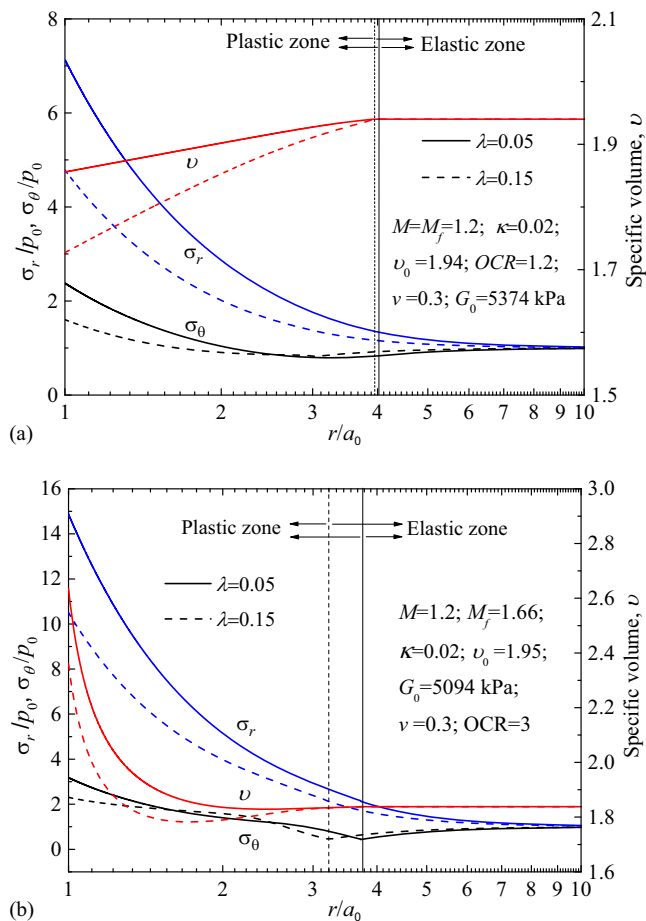 8
6
4
2
0
2.1
1.9
1.7
1.5
Plastic zone
Elastic zone
υ
σr
σθ
λ=0.05
λ=0.15
M=Mf=1.2; κ=0.02;
υ0 =1.94; OCR=1.2;
ν=0.3; G0=5374 kPa
σr /p0, σθ/p0
Specific volume, υ
1
2
3
4
5
6
7
8
9
10
r/a0
(a)
16
14
12
10
8
6
4
2
0
3.0
2.8
2.6
2.4
2.2
2.0
1.8
1.6
Plastic zone
Elastic zone
λ=0.05
λ=0.15
M=1.2; Mf=1.66;
κ=0.02; υ0 =1.95;
G0=5094 kPa;
ν=0.3; OCR=3
σr
υ
σθ
σr /p0, σθ/p0
Specific volume, υ
1
2
3
4
5
6
7
8
9
10
r/a0
(b)